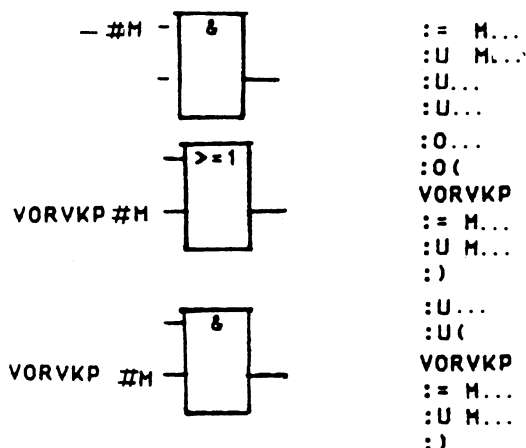 — #M &
:= M...
:U M...
:U...
:U...
>=1
:O...
:O(
VORVKP #M
VORVKP
:= M...
:U M...
:)
&
:U...
:U(
VORVKP #M
VORVKP
:= M...
:U M...
:)